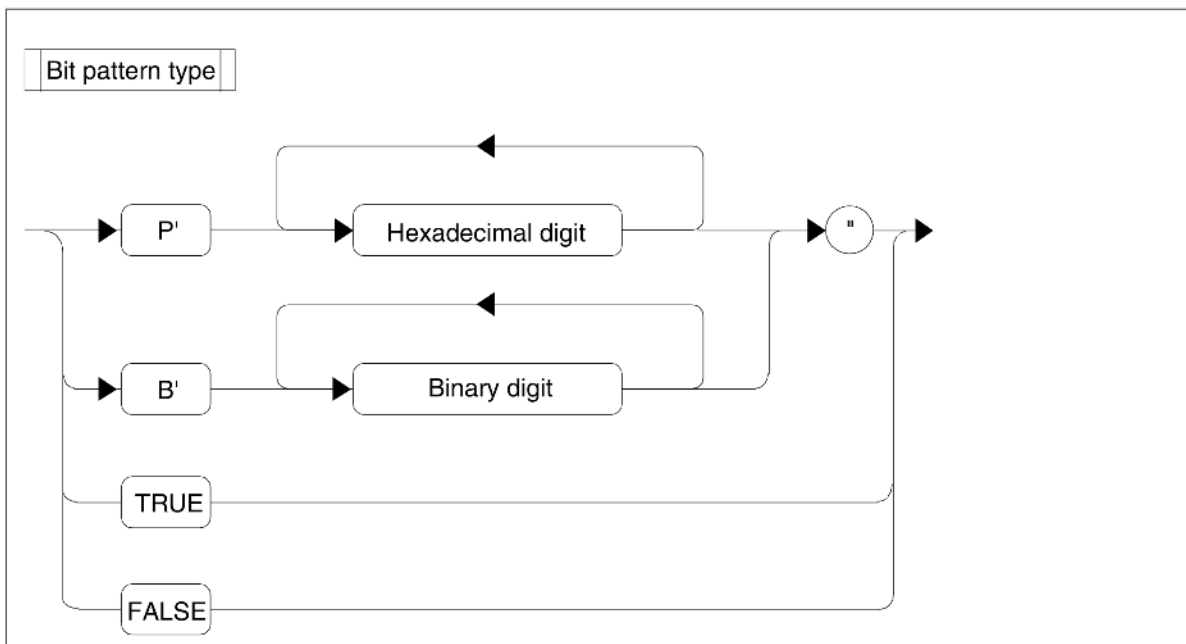 Bit pattern type
P'
Hexadecimal digit
"
B'
Binary digit
TRUE
FALSE